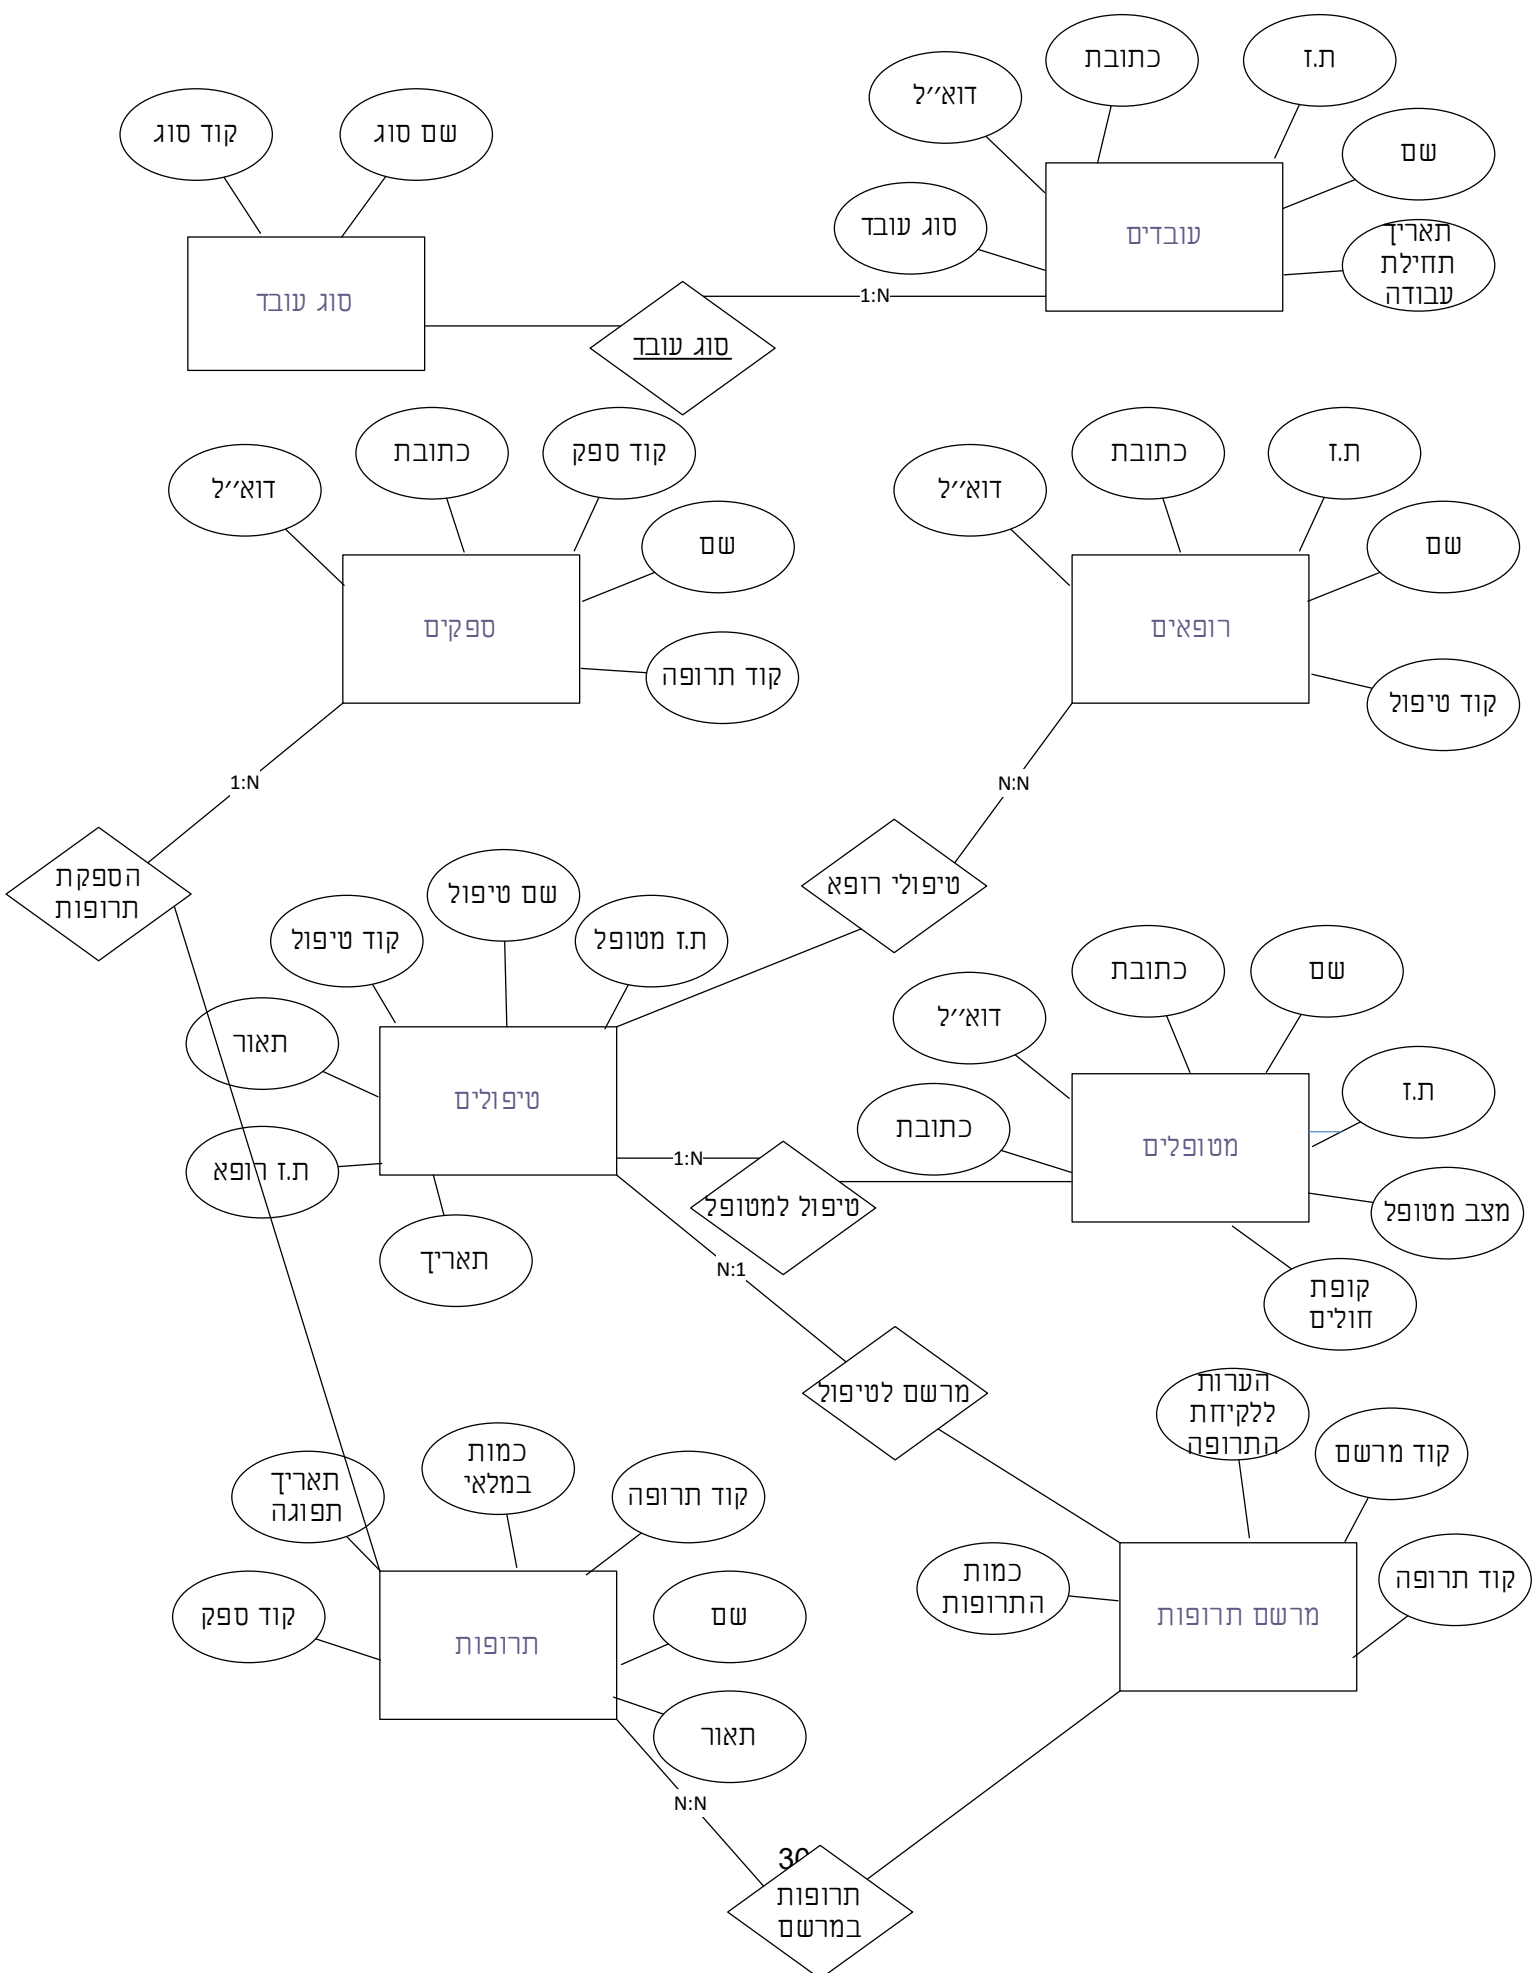 ת.ז
כתובת
דוא״ל
שם
תאריך
תחילת
עבודה
סוג עובד
עובדים
שם סוג
קוד סוג
סוג עובד
1:N
סוג עובד
ת.ז
כתובת
דוא״ל
שם
קוד טיפול
רופאים
קוד ספק
כתובת
דוא״ל
שם
קוד תרופה
ספקים
N:N
1:N
טיפולי רופא
הספקת
תרופות
ת.ז מטופל
שם טיפול
קוד טיפול
תאור
ת.ז רופא
תאריך
טיפולים
שם
כתובת
דוא״ל
ת.ז
כתובת
מצב מטופל
קופת
חולים
מטופלים
1:N
טיפול למטופל
N:1
מרשם לטיפול
הערות
ללקיחת
התרופה
קוד מרשם
קוד תרופה
כמות
התרופות
מרשם תרופות
קוד תרופה
כמות
במלאי
תאריך
תפוגה
קוד ספק
שם
תאור
תרופות
N:N
30
תרופות
במרשם